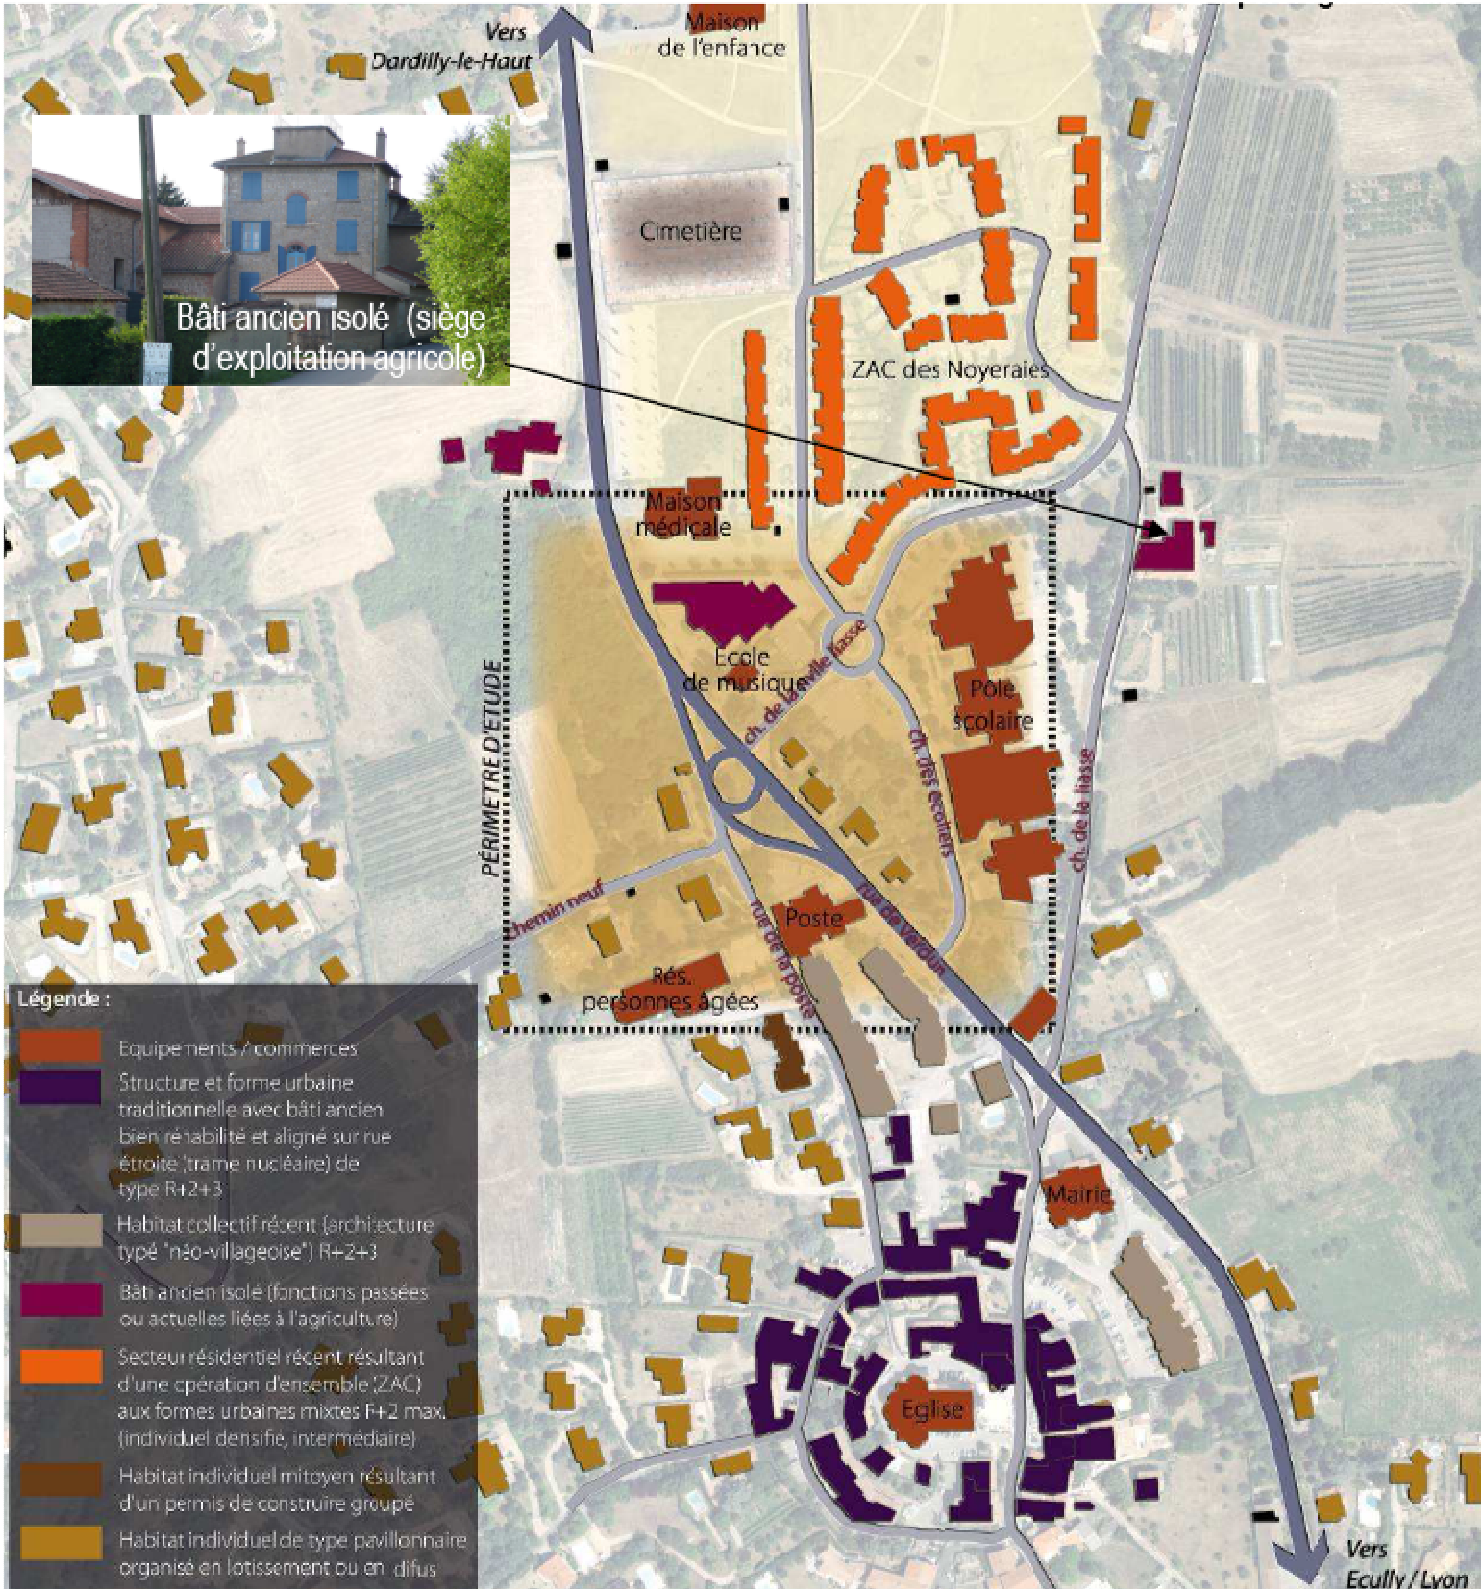 Vers
Dardilly-le-Haut
Maison
de l'enfance
Cimetière
Bâti ancien isolé (siège
d'exploitation agricole)
ZAC des Noyeraies
Maison
médicale
Ecole
de musique
ch. de la ville liasse
Pôle
scolaire
PÉRIMETRE D'ETUDE
ch. des écoliers
ch. de la liasse
chemin neuf
rue de la poste
Poste
rue de verdun
Rés.
personnes âgées
Mairie
Eglise
Légende :
Equipements / commerces
Structure et forme urbaine
traditionnelle avec bâti ancien
bien réhabilité et aligné sur rue
étroite (trame nucléaire) de
type R+2+3
Habitat collectif récent (architecture
typé "néo-villageoise") R+2+3
Bâti ancien isolé (fonctions passées
ou actuelles liées à l'agriculture)
Secteur résidentiel récent résultant
d'une opération d'ensemble (ZAC)
aux formes urbaines mixtes R+2 max.
(individuel densifié, intermédiaire)
Habitat individuel mitoyen résultant
d'un permis de construire groupé
Habitat individuel de type pavillonnaire
organisé en lotissement ou en difus
Vers
Ecully / Lyon